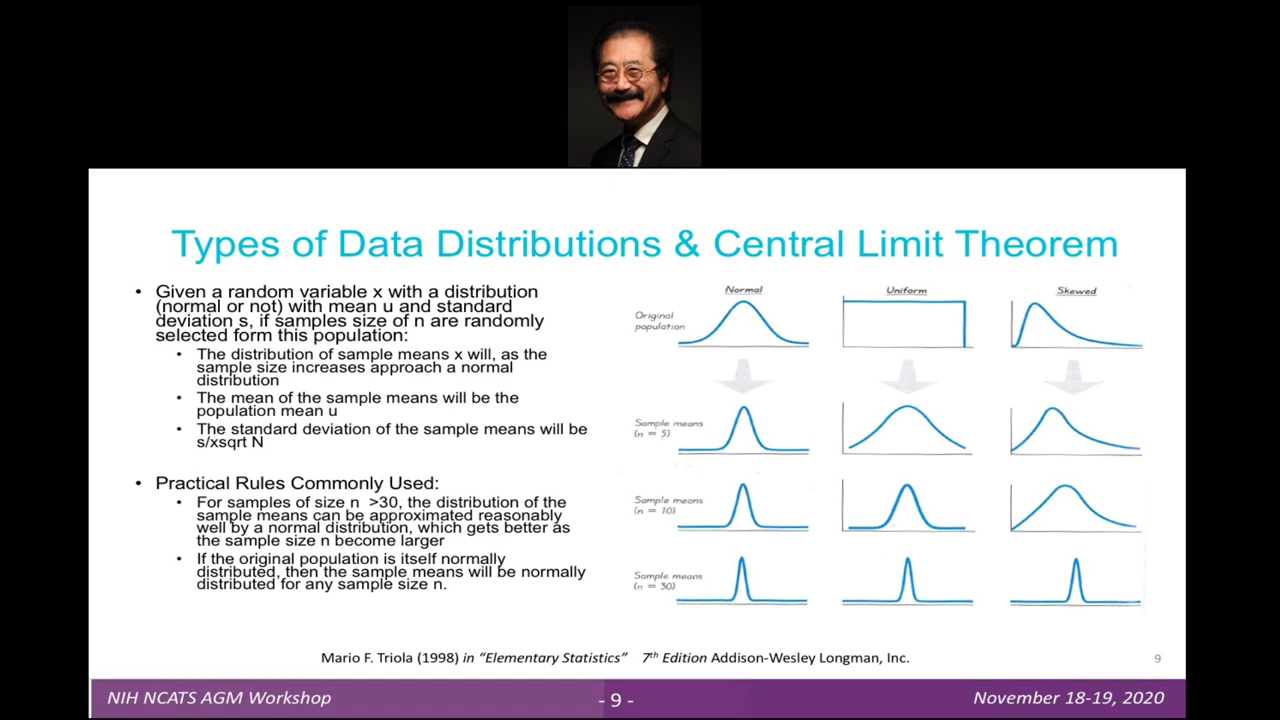 Types of Data Distributions & Central Limit Theorem
• Given a random variable x with a distribution
(normal or not) with mean u and standard
deviation s, if samples size of n are randomly
selected form this population:
• The distribution of sample means x will, as the
sample size increases approach a normal
distribution
• The mean of the sample means will be the
population mean u
• The standard deviation of the sample means will be
s/xsqrt N
• Practical Rules Commonly Used:
• For samples of size n >30, the distribution of the
sample means can be approximated reasonably
well by a normal distribution, which gets better as
the sample size n become larger
• If the original population is itself normally
distributed, then the sample means will be normally
distributed for any sample size n.
Normal
Uniform
Skewed
Original
population
Sample means
(n = 5)
Sample means
(n = 10)
Sample means
(n = 30)
Mario F. Triola (1998) in “Elementary Statistics” 7th Edition Addison-Wesley Longman, Inc.
9
NIH NCATS AGM Workshop
- 9 -
November 18-19, 2020